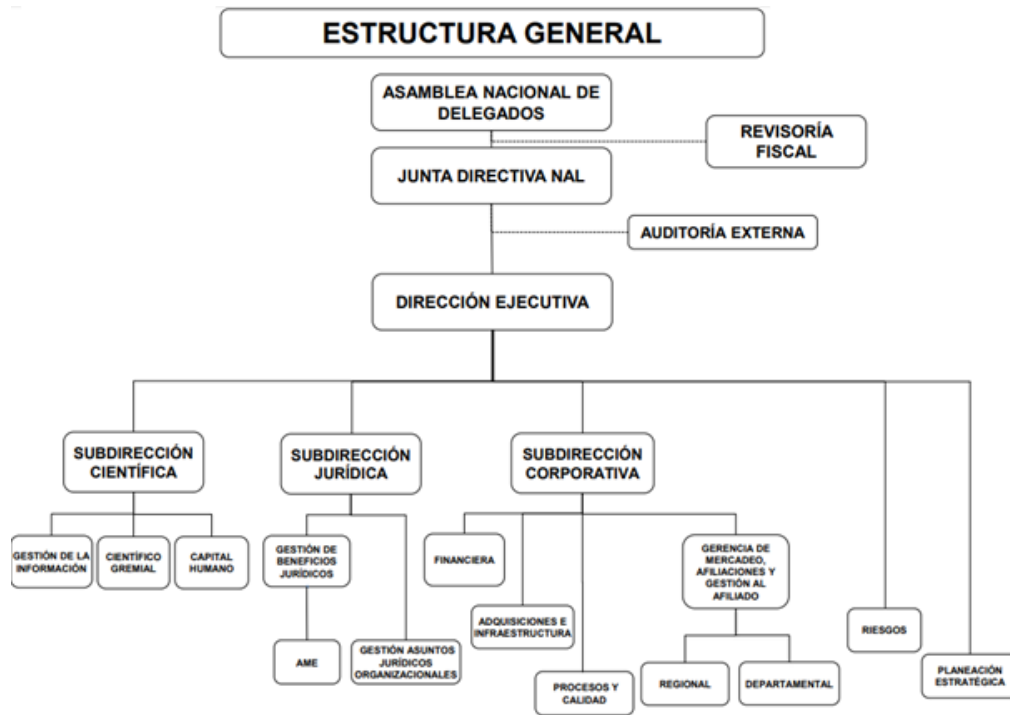 ESTRUCTURA GENERAL
ASAMBLEA NACIONAL DE
DELEGADOS
REVISORÍA
FISCAL
JUNTA DIRECTIVA NAL
AUDITORÍA EXTERNA
DIRECCIÓN EJECUTIVA
SUBDIRECCIÓN
CIENTÍFICA
SUBDIRECCIÓN
JURÍDICA
SUBDIRECCIÓN
CORPORATIVA
GESTIÓN DE LA
INFORMACIÓN
CIENTÍFICO
GREMIAL
CAPITAL
HUMANO
GESTIÓN DE
BENEFICIOS
JURÍDICOS
FINANCIERA
GERENCIA DE
MERCADEO,
AFILIACIONES Y
GESTIÓN AL
AFILIADO
ADQUISICIONES E
INFRAESTRUCTURA
RIESGOS
AME
GESTIÓN ASUNTOS
JURÍDICOS
ORGANIZACIONALES
PROCESOS Y
CALIDAD
REGIONAL
DEPARTAMENTAL
PLANEACIÓN
ESTRATÉGICA